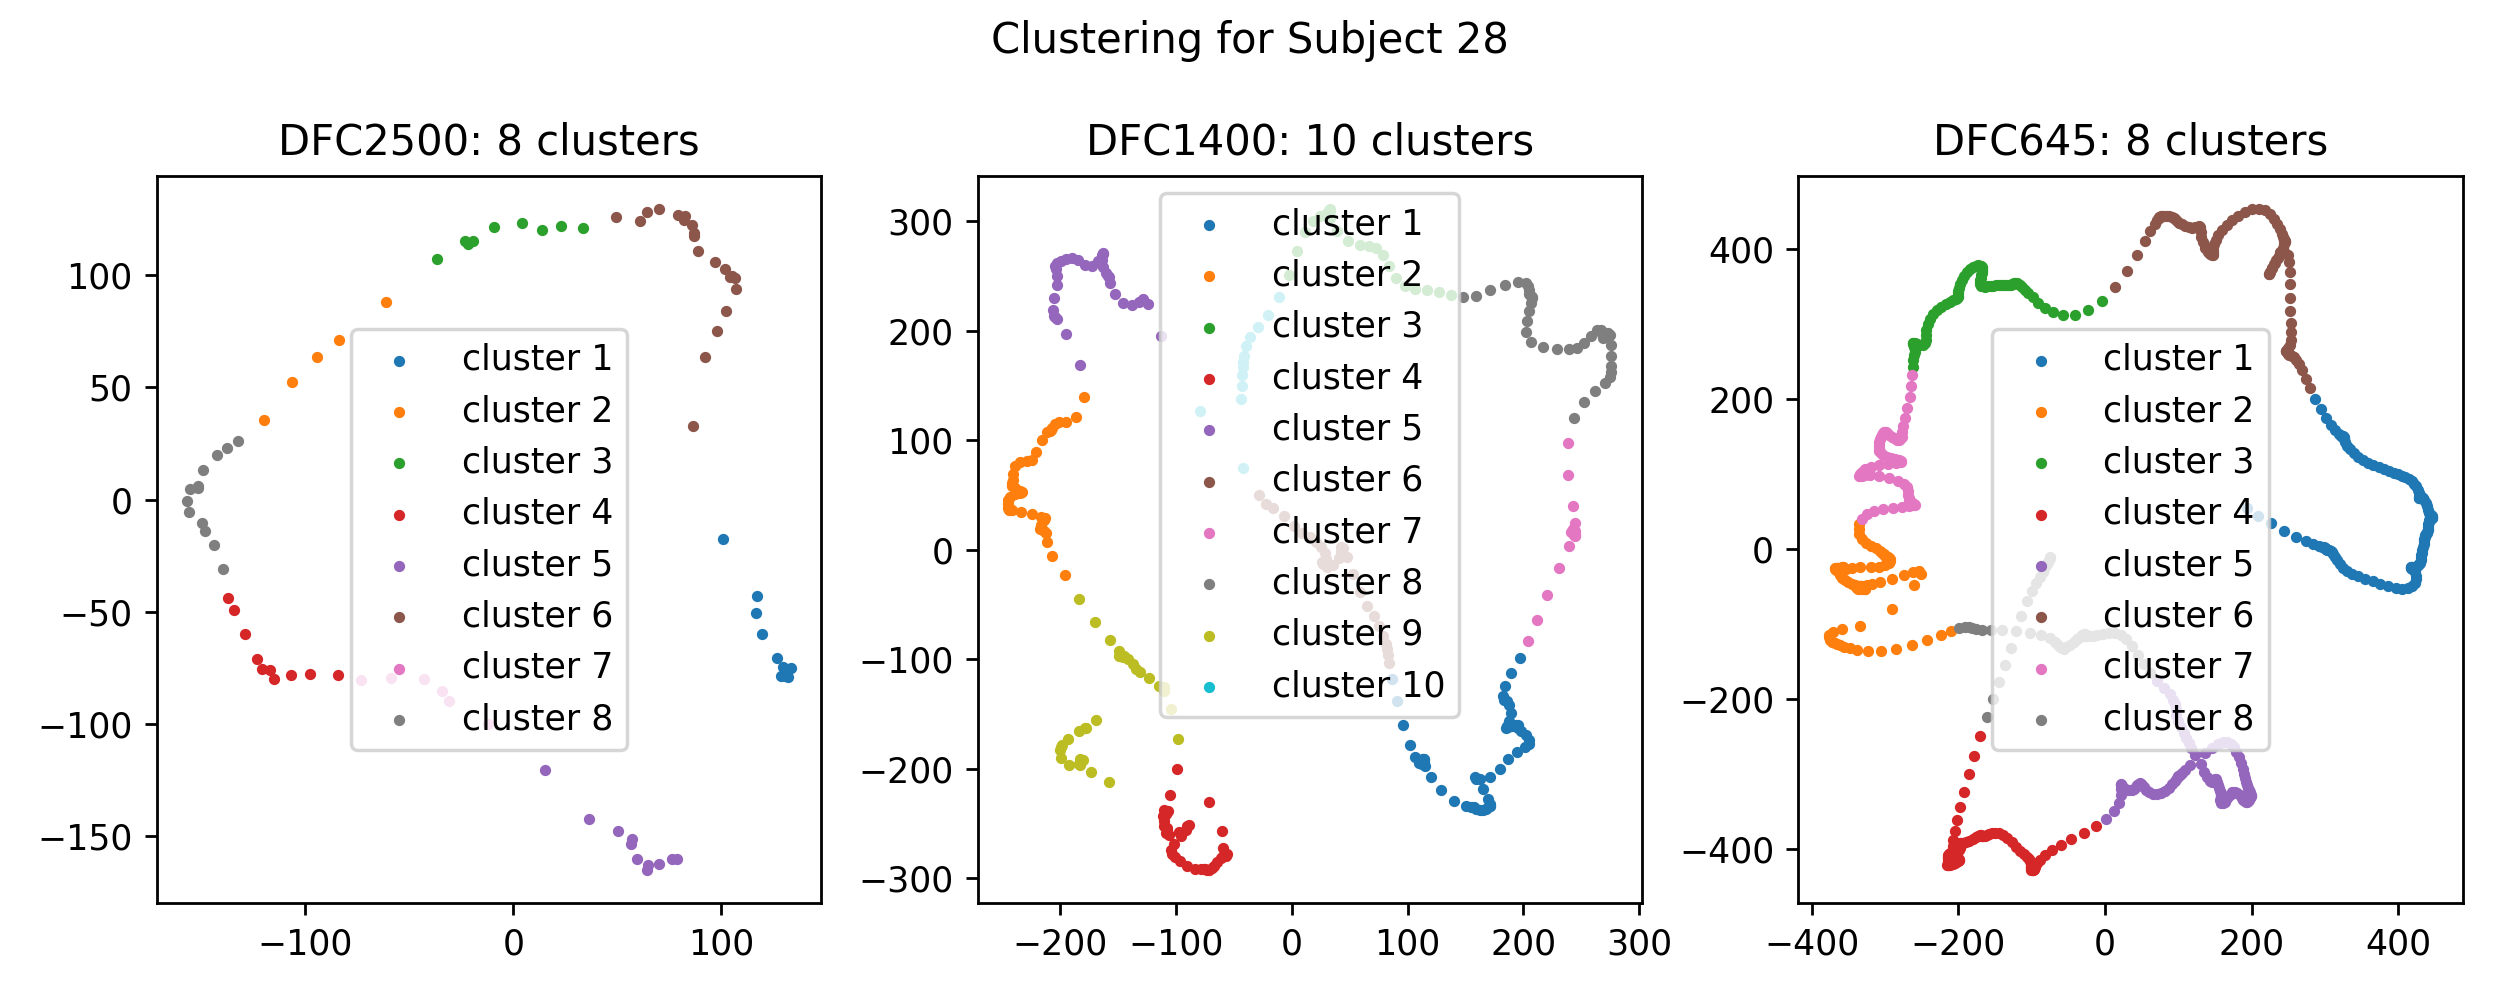 Clustering for Subject 28
DFC2500: 8 clusters
100
50
0
−50
−100
−150
−100
0
100
cluster 1
cluster 2
cluster 3
cluster 4
cluster 5
cluster 6
cluster 7
cluster 8
DFC1400: 10 clusters
300
200
100
0
−100
−200
−300
−200
−100
0
100
200
300
cluster 1
cluster 2
cluster 3
cluster 4
cluster 5
cluster 6
cluster 7
cluster 8
cluster 9
cluster 10
DFC645: 8 clusters
400
200
0
−200
−400
−400
−200
0
200
400
cluster 1
cluster 2
cluster 3
cluster 4
cluster 5
cluster 6
cluster 7
cluster 8